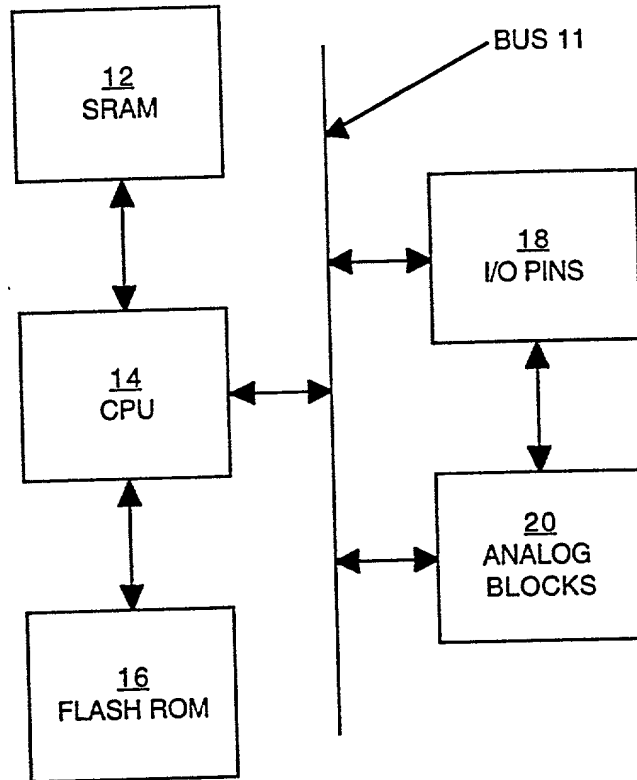 BUS 11
12
SRAM
18
I/O PINS
14
CPU
20
ANALOG
BLOCKS
16
FLASH ROM